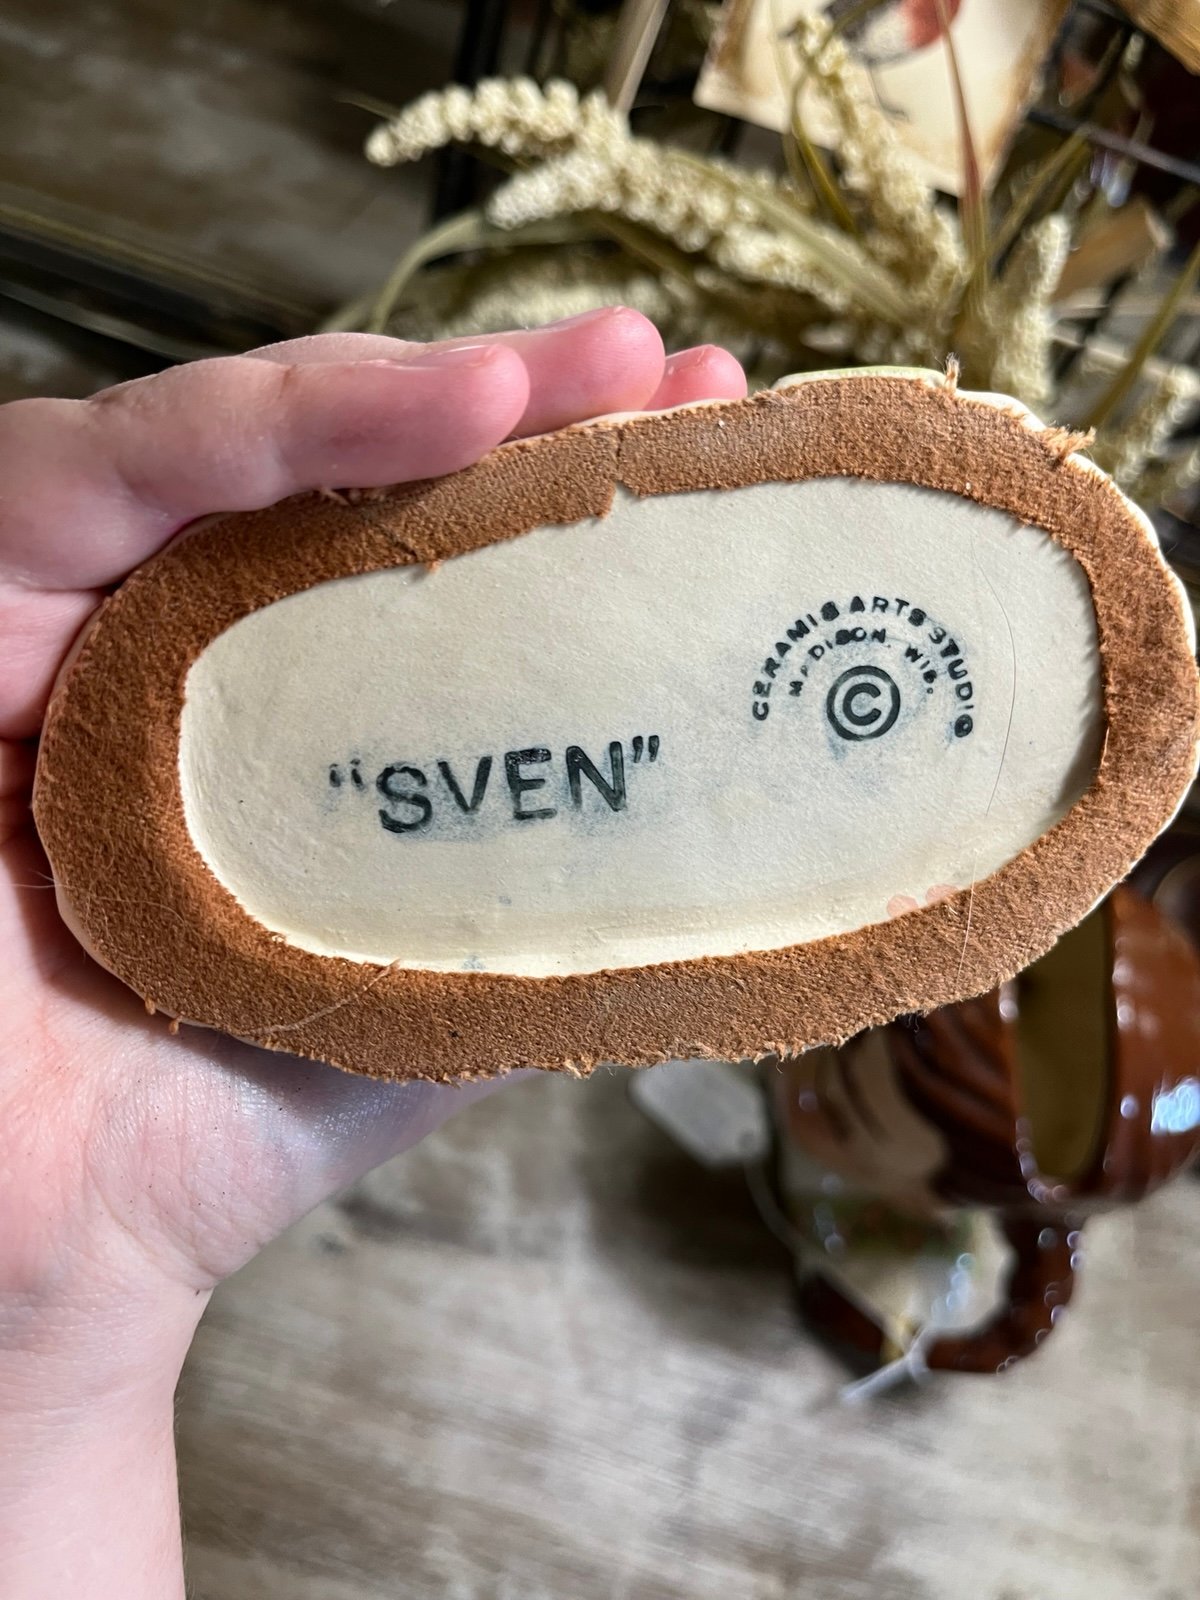 "SVEN"
CERAMIC ARTS STUDIO
MADISON, WIS.
©